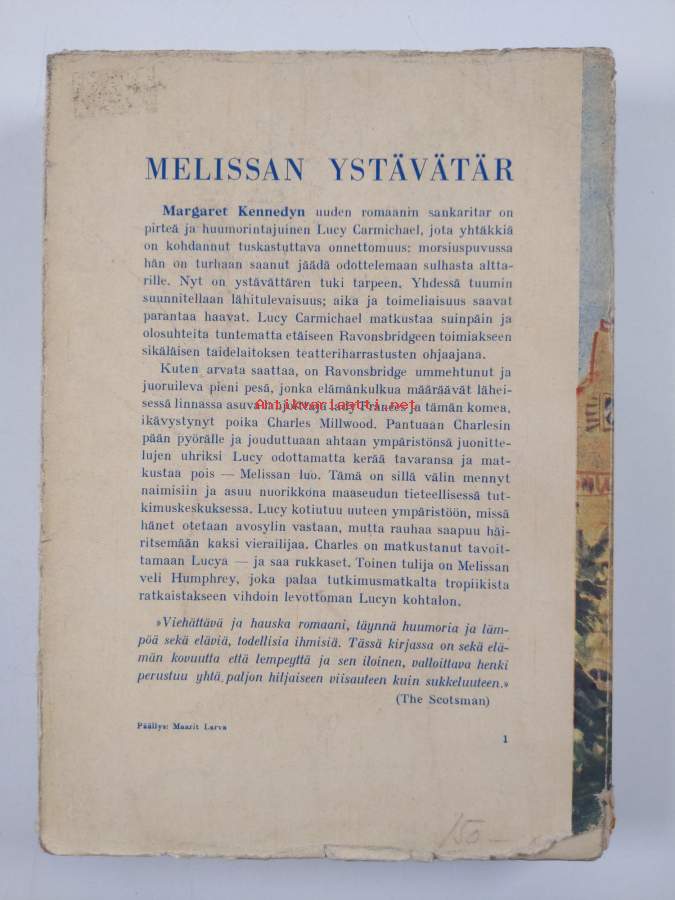 MELISSAN YSTÄVÄTÄR
Margaret Kennedyn uuden romaanin sankaritar on
pirteä ja huumorintajuinen Lucy Carmichael, jota yhtäkkiä
on kohdannut tuskastuttava onnettomuus: morsiuspuvussa
hän on turhaan saanut jäädä odottelemaan sulhasta altta-
rille. Nyt on ystävättären tuki tarpeen. Yhdessä tuumin
suunnitellaan lähitulevaisuus; aika ja toimeliaisuus saavat
parantaa haavat. Lucy Carmichael matkustaa suinpäin ja
olosuhteita tuntematta etäiseen Ravonsbridgeen toimiakseen
sikäläisen taidelaitoksen teatteriharrastusten ohjaajana.
Kuten arvata saattaa, on Ravonsbridge ummehtunut ja
juoruileva pieni pesä, jonka elämänkulkua määräävät lähei-
sessä linnassa asuva lady Frances ja tämän komea,
Antikvariaatti.net
ikävystynyt poika Charles Millwood. Pantuaan Charlesin
pään pyörälle ja jouduttuaan ahtaan ympäristönsä juonitte-
lujen uhriksi Lucy odottamatta kerää tavaransa ja mat-
kustaa pois — Melissan luo. Tämä on sillä välin mennyt
naimisiin ja asuu nuorikkona maaseudun tieteellisessä tut-
kimuskeskuksessa. Lucy kotiutuu uuteen ympäristöön, missä
hänet otetaan avosylin vastaan, mutta rauhaa saapuu häi-
ritsemään kaksi vierailijaa. Charles on matkustanut tavoit-
tamaan Lucya — ja saa rukkaset. Toinen tulija on Melissan
veli Humphrey, joka palaa tutkimusmatkalta tropiikista
ratkaistakseen vihdoin levottoman Lucyn kohtalon.
»Viehättävä ja hauska romaani, täynnä huumoria ja läm-
pöä sekä eläviä, todellisia ihmisiä. Tässä kirjassa on sekä elä-
män kovuutta että lempeyttä ja sen iloinen, valloittava henki
perustuu yhtä paljon hiljaiseen viisauteen kuin sukkeluuteen.»
(The Scotsman)
Päällys: Maarit Larva
1
150 —